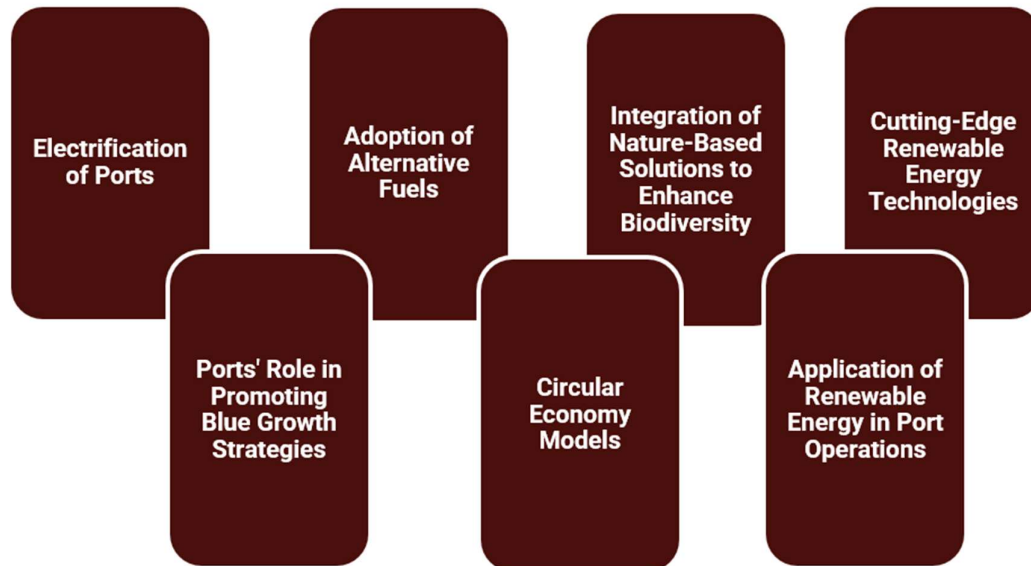 Electrification
of Ports
Adoption of
Alternative
Fuels
Integration of
Nature-Based
Solutions to
Enhance
Biodiversity
Cutting-Edge
Renewable
Energy
Technologies
Ports' Role in
Promoting
Blue Growth
Strategies
Circular
Economy
Models
Application of
Renewable
Energy in Port
Operations